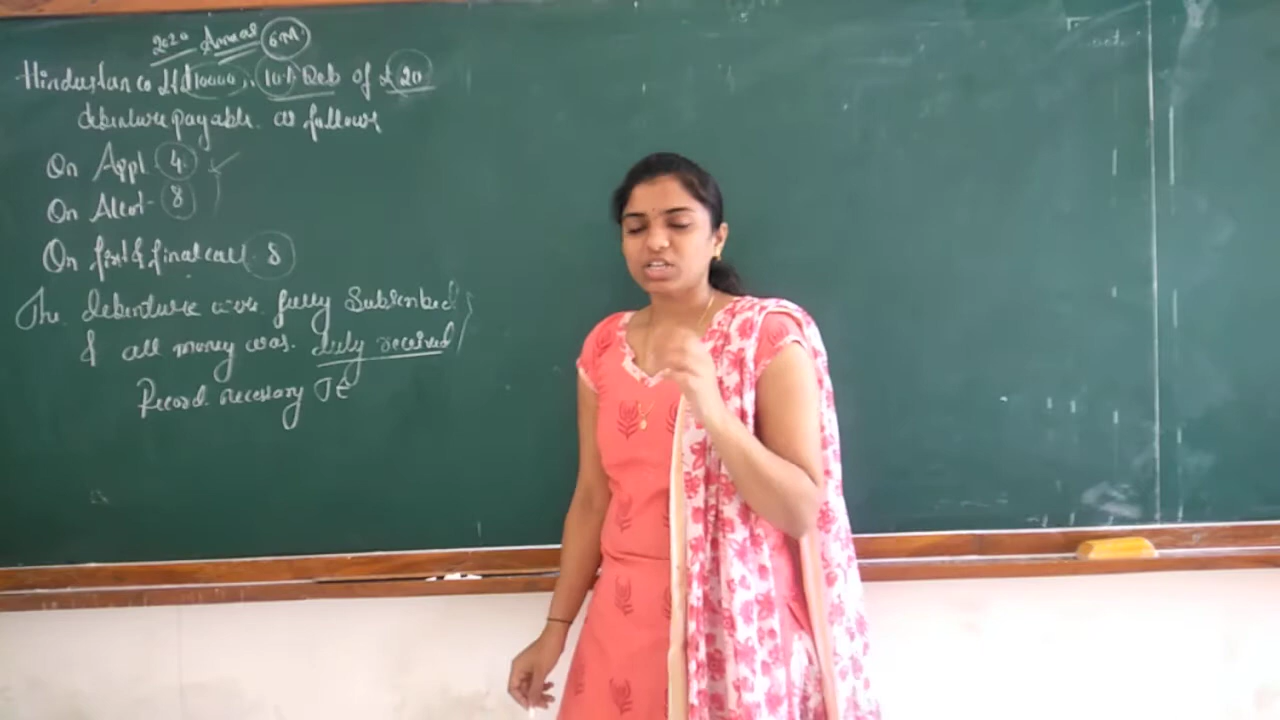 2020 Annual 6M
Hindustan Co Ltd 10000, 10% Deb of ₹ 20
debenture payable as follows
On Appl 4
On Allot - 8
On first & final call 8
The debenture were fully Subscribed
& all money was duly received
Record necessary JE